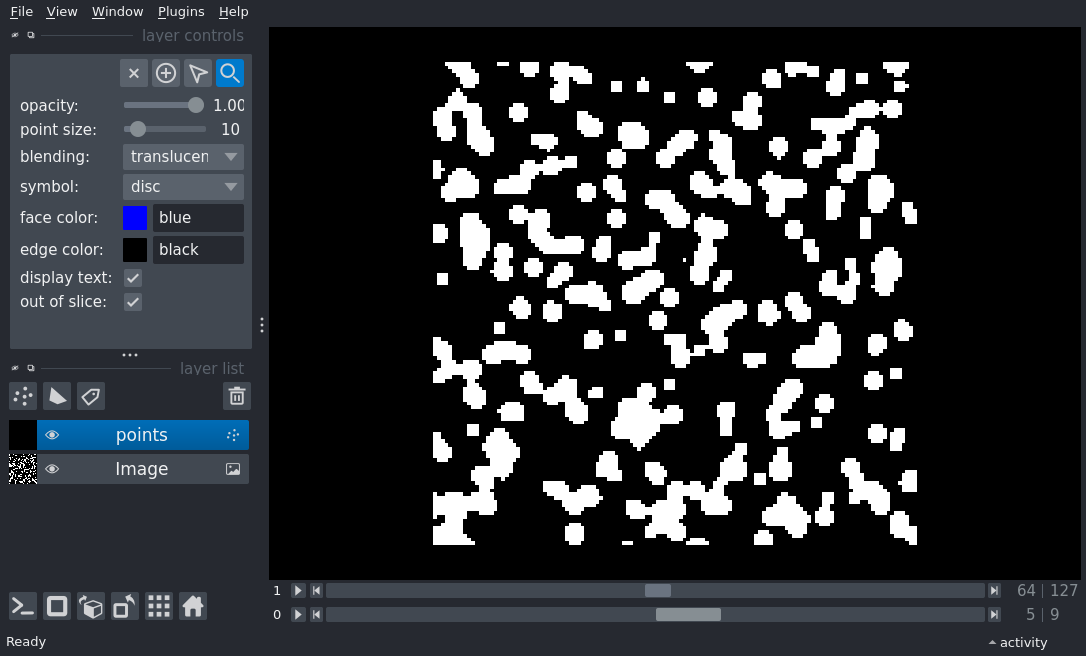 File View Window Plugins Help
layer controls
opacity: 1.00
point size: 10
blending: translucen
symbol: disc
face color: blue
edge color: black
display text:
out of slice:
layer list
points
Image
1 64 127
0 5 9
Ready activity